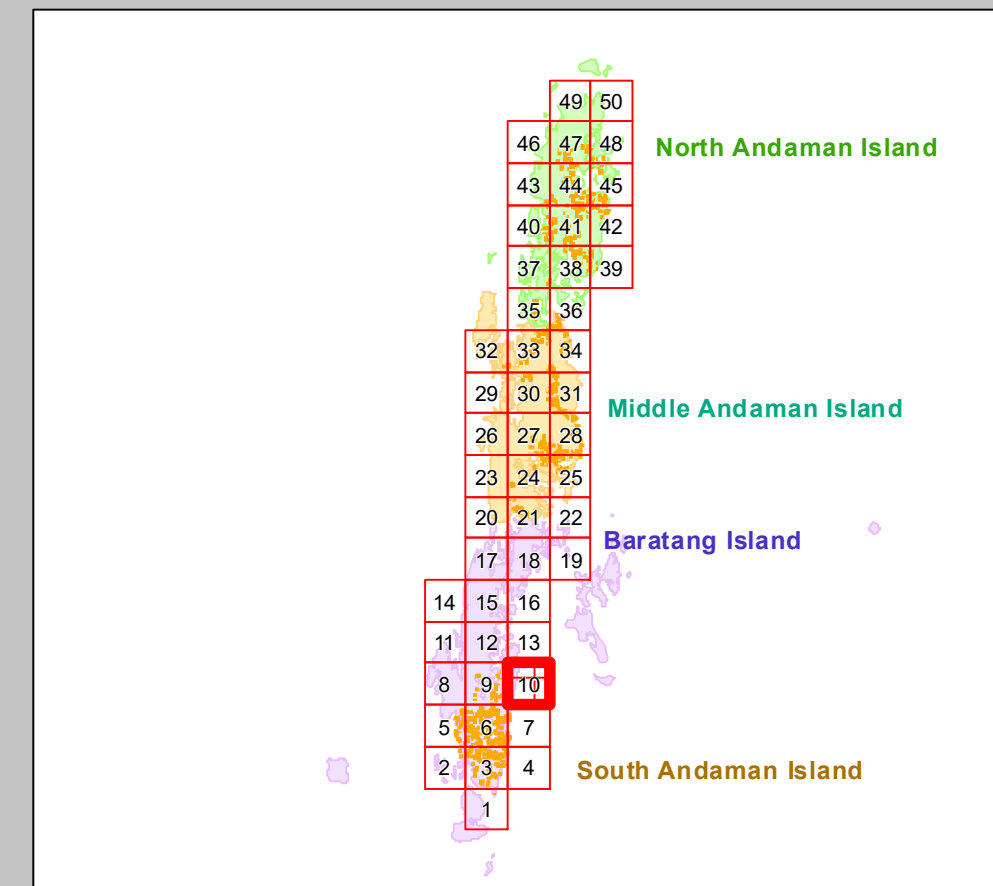 49 50
46 47 48
North Andaman Island
43 44 45
40 41 42
37 38 39
35 36
32 33 34
29 30 31
Middle Andaman Island
26 27 28
23 24 25
20 21 22
Baratang Island
17 18 19
14 15 16
11 12 13
8 9 10
5 6 7
2 3 4
South Andaman Island
1